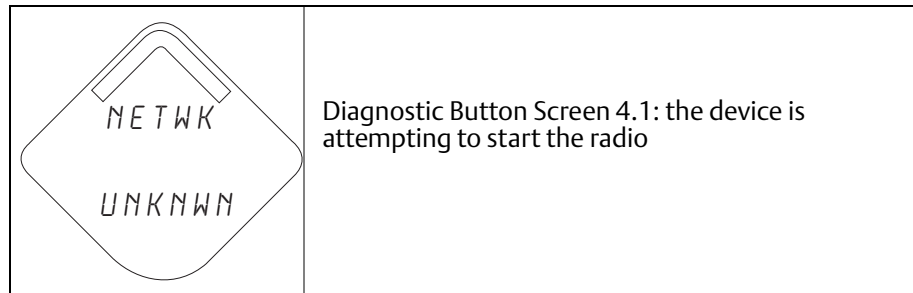 NETWK
UNKNWN
Diagnostic Button Screen 4.1: the device is
attempting to start the radio